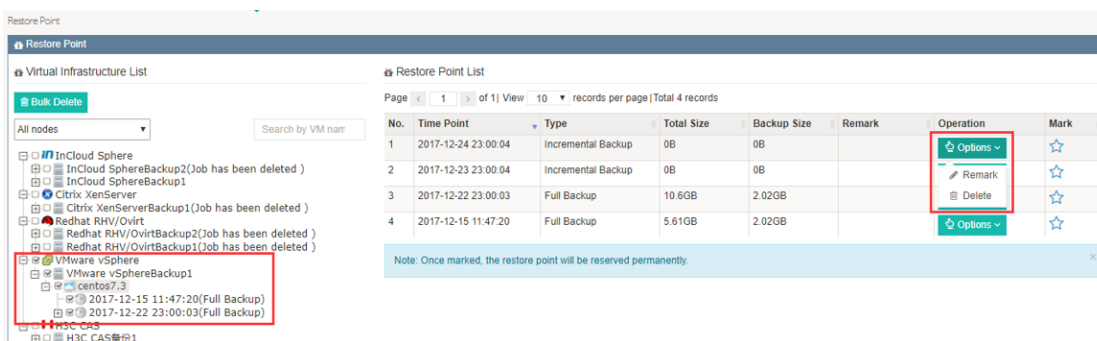 Restore Point
Restore Point
Virtual Infrastructure List
Bulk Delete
All nodes
Search by VM nam
InCloud Sphere
InCloud SphereBackup2(Job has been deleted )
InCloud SphereBackup1
Citrix XenServer
Citrix XenServerBackup1(Job has been deleted )
Redhat RHV/Ovirt
Redhat RHV/OvirtBackup2(Job has been deleted )
Redhat RHV/OvirtBackup1(Job has been deleted )
VMware vSphere
VMware vSphereBackup1
centos7.3
2017-12-15 11:47:20(Full Backup)
2017-12-22 23:00:03(Full Backup)
H3C CAS
H3C CAS备份1
Restore Point List
Page < 1 > of 1| View 10 records per page|Total 4 records
No. Time Point Type Total Size Backup Size Remark Operation Mark
1 2017-12-24 23:00:04 Incremental Backup 0B 0B Options
2 2017-12-23 23:00:04 Incremental Backup 0B 0B
Remark
Delete
3 2017-12-22 23:00:03 Full Backup 10.6GB 2.02GB
4 2017-12-15 11:47:20 Full Backup 5.61GB 2.02GB Options
Note: Once marked, the restore point will be reserved permanently. ×